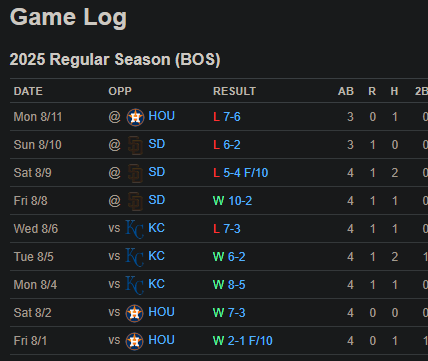 Game Log
2025 Regular Season (BOS)
DATE OPP RESULT AB R H 2B
Mon 8/11 @ HOU L 7-6 3 0 1 0
Sun 8/10 @ SD L 6-2 3 1 1 0
Sat 8/9 @ SD L 5-4 F/10 4 1 2 0
Fri 8/8 @ SD W 10-2 4 1 1 0
Wed 8/6 vs KC L 7-3 4 1 1 0
Tue 8/5 vs KC W 6-2 4 1 2 1
Mon 8/4 vs KC W 8-5 4 1 1 0
Sat 8/2 vs HOU W 7-3 4 0 0 0
Fri 8/1 vs HOU W 2-1 F/10 4 0 1 1